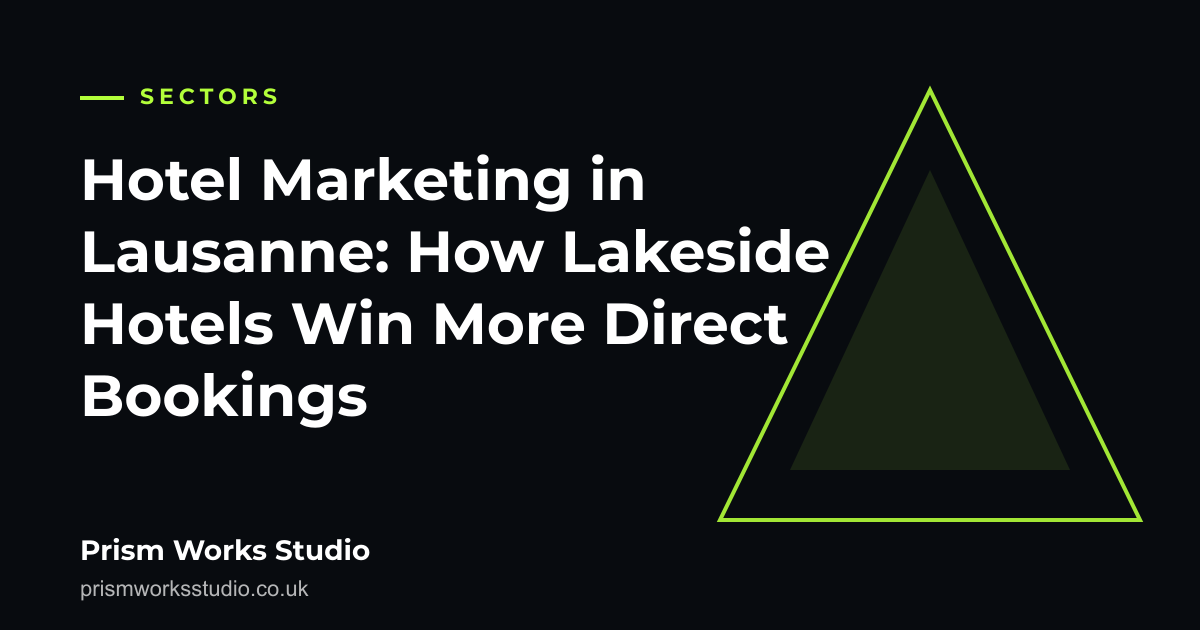 SECTORS
Hotel Marketing in
Lausanne: How Lakeside
Hotels Win More Direct
Bookings
Prism Works Studio
prismworksstudio.co.uk